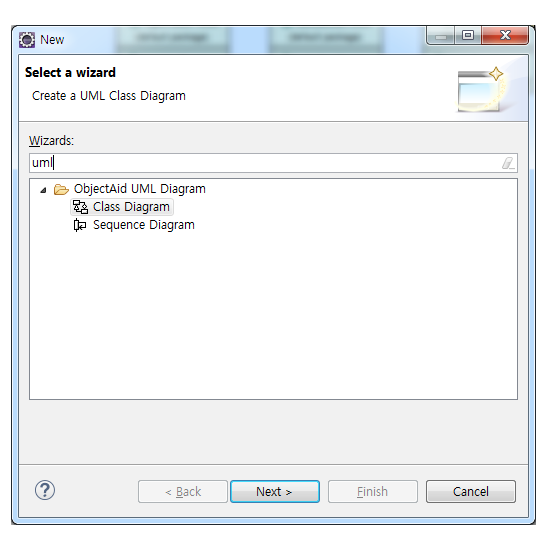 New
Select a wizard
Create a UML Class Diagram
Wizards:
uml
ObjectAid UML Diagram
Class Diagram
Sequence Diagram
?
< Back
Next >
Finish
Cancel